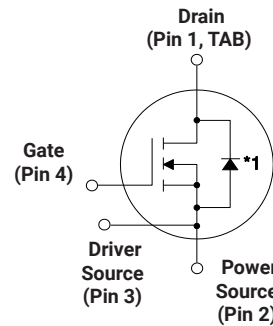 Drain
(Pin 1, TAB)
*1
Gate
(Pin 4)
Driver
Source
(Pin 3)
Power
Source
(Pin 2)